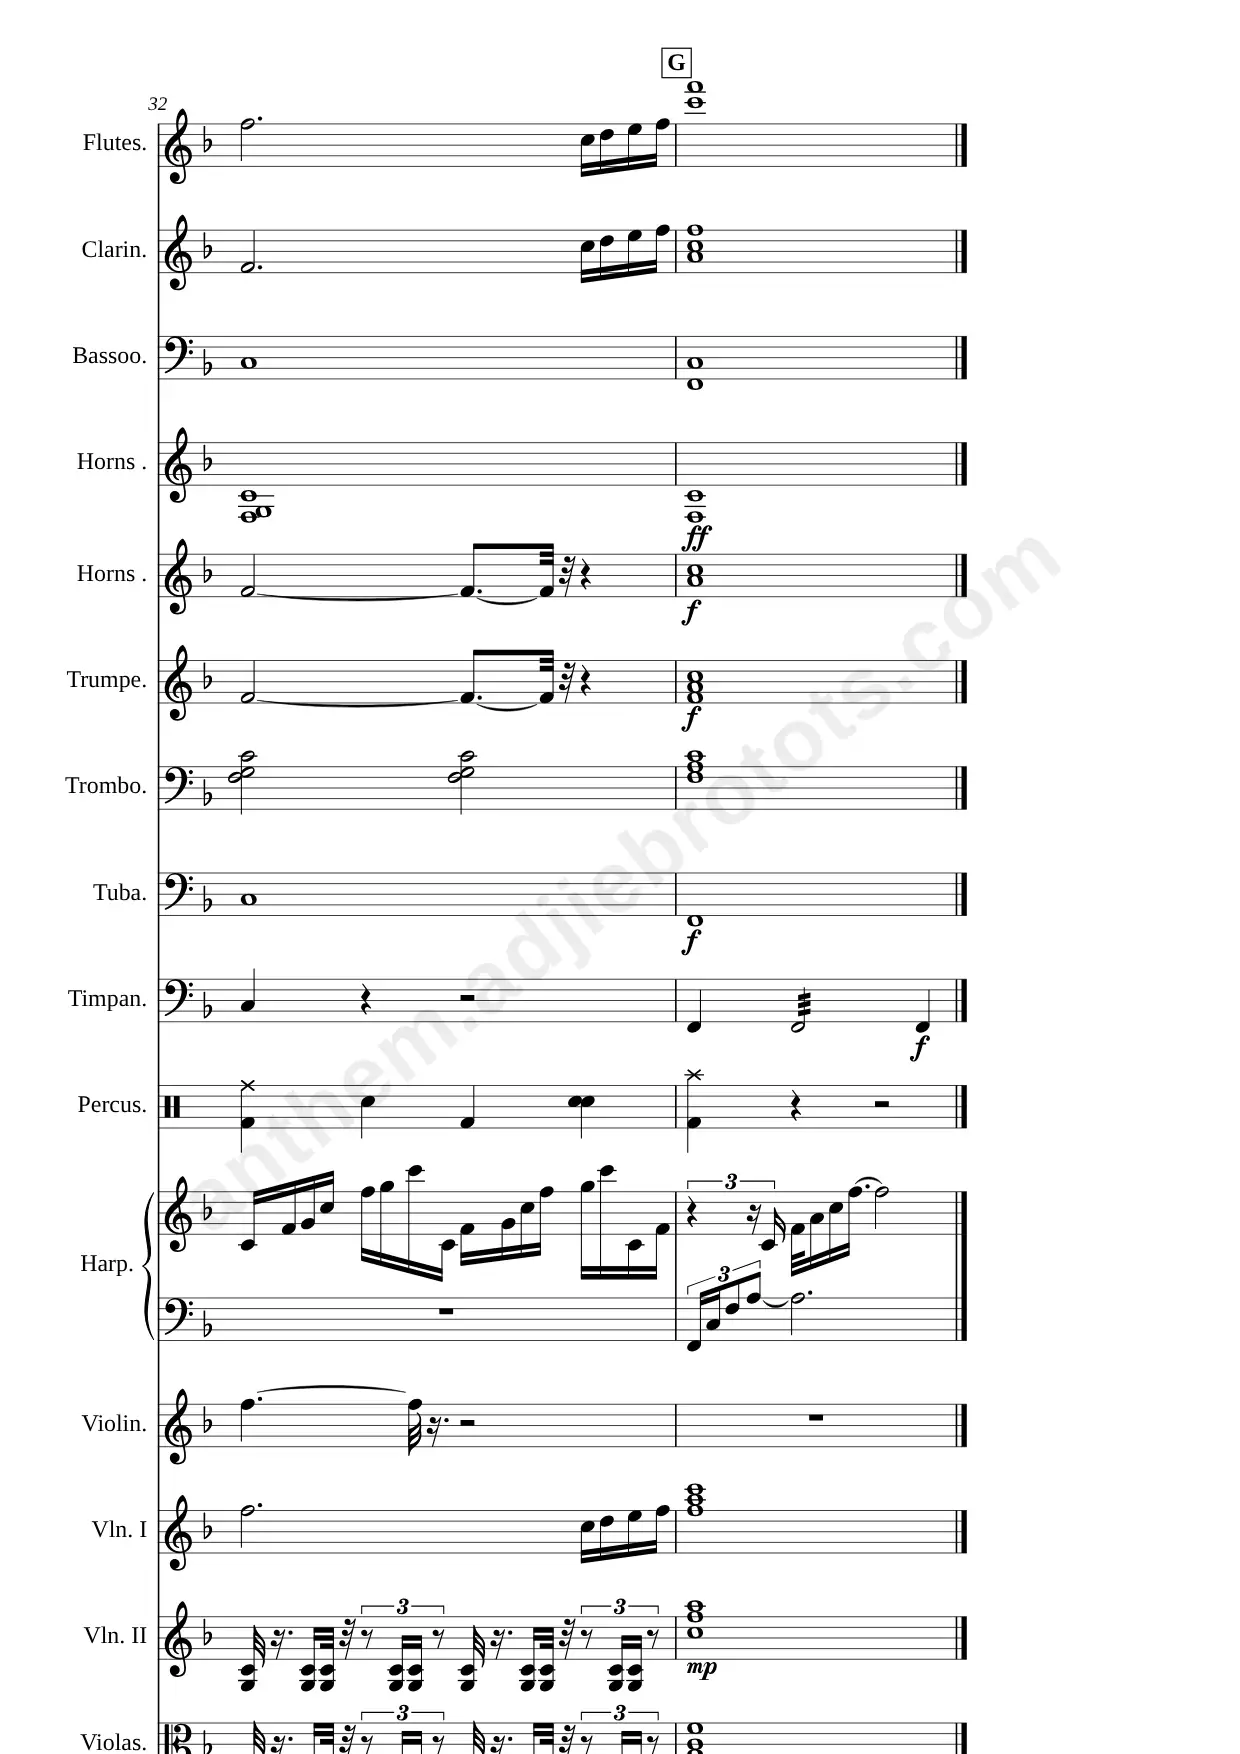 G
32
Flutes.
Clarin.
Bassoo.
Horns .
ff
Horns .
f
Trumpe.
f
Trombo.
Tuba.
f
Timpan.
f
Percus.
3
Harp.
3
Violin.
Vln. I
3 3
Vln. II
mp
3 3
Violas.
anthem.adjiebrotots.com